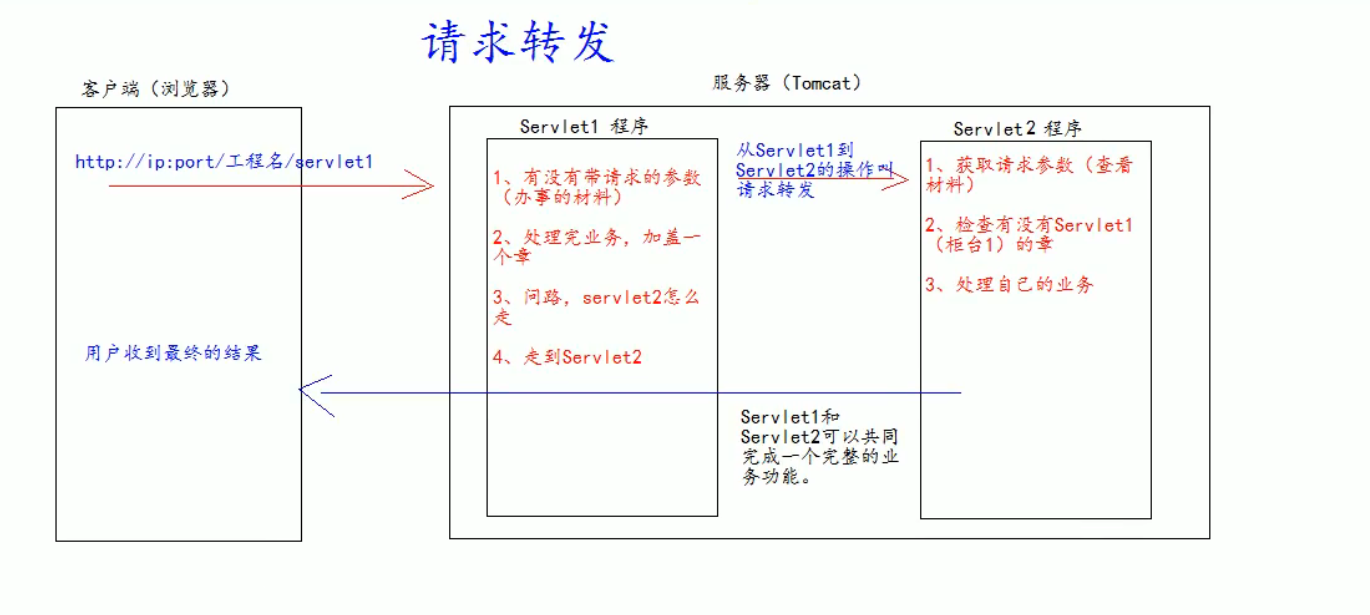 请求转发
客户端（浏览器）
服务器（Tomcat）
http://ip:port/工程名/servlet1
用户收到最终的结果
Servlet1 程序
1、有没有带请求的参数
（办事的材料）
2、处理完业务，加盖一
个章
3、问路，servlet2怎么
走
4、走到Servlet2
从Servlet1到
Servlet2的操作叫
请求转发
Servlet1和
Servlet2可以共同
完成一个完整的业
务功能。
Servlet2 程序
1、获取请求参数（查看
材料）
2、检查有没有Servlet1
（柜台1）的章
3、处理自己的业务